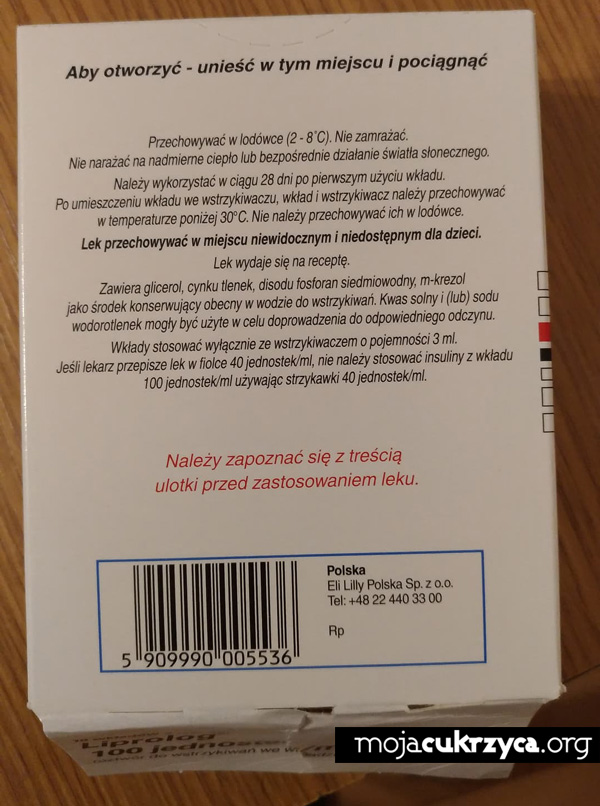 Aby otworzyć - unieść w tym miejscu i pociągnąć
Przechowywać w lodówce (2 - 8°C). Nie zamrażać.
Nie narażać na nadmierne ciepło lub bezpośrednie działanie światła słonecznego.
Należy wykorzystać w ciągu 28 dni po pierwszym użyciu wkładu.
Po umieszczeniu wkładu we wstrzykiwaczu, wkład i wstrzykiwacz należy przechowywać
w temperaturze poniżej 30°C. Nie należy przechowywać ich w lodówce.
Lek przechowywać w miejscu niewidocznym i niedostępnym dla dzieci.
Lek wydaje się na receptę.
Zawiera glicerol, cynku tlenek, disodu fosforan siedmiowodny, m-krezol
jako środek konserwujący obecny w wodzie do wstrzykiwań. Kwas solny i (lub) sodu
wodorotlenek mogły być użyte w celu doprowadzenia do odpowiedniego odczynu.
Wkłady stosować wyłącznie ze wstrzykiwaczem o pojemności 3 ml.
Jeśli lekarz przepisze lek w fiolce 40 jednostek/ml, nie należy stosować insuliny z wkładu
100 jednostek/ml używając strzykawki 40 jednostek/ml.
Należy zapoznać się z treścią
ulotki przed zastosowaniem leku.
Polska
Eli Lilly Polska Sp. z o.o.
Tel: +48 22 440 33 00
Rp
5 909990 005536
Liprolog
100
do wstrzykiwań we
mojacukrzyca.org